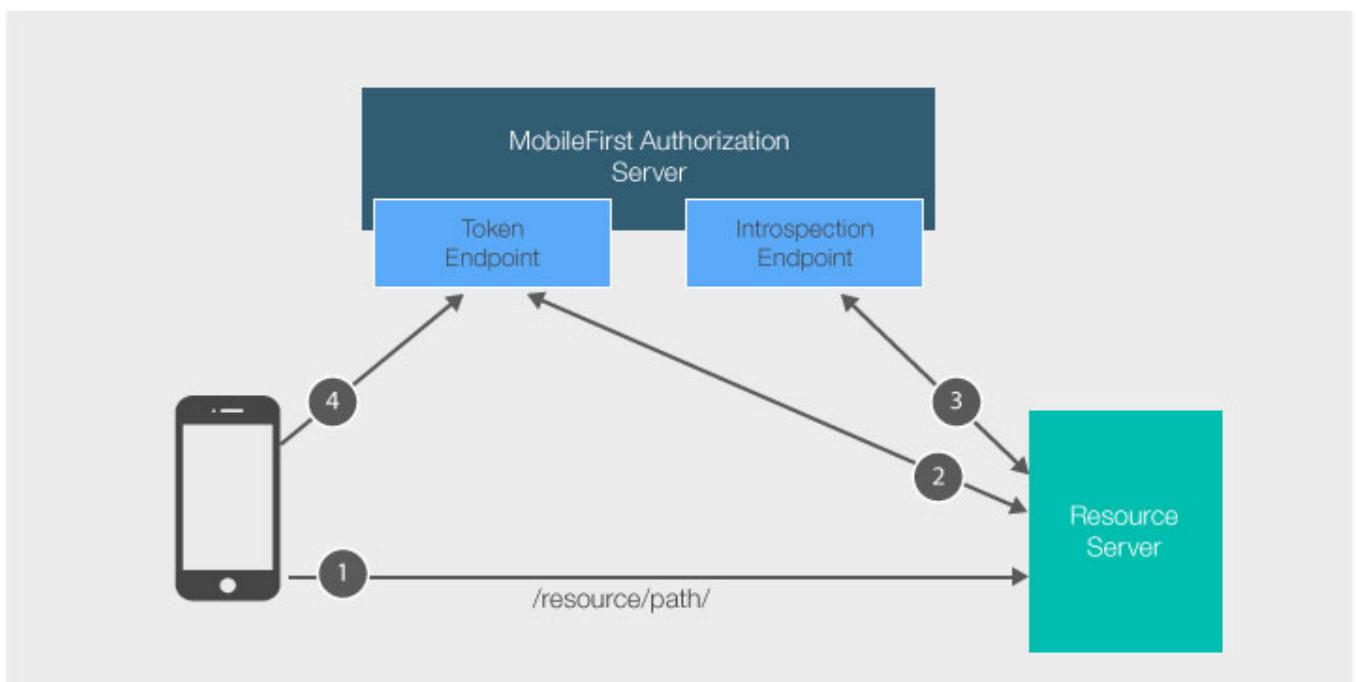 MobileFirst Authorization
Server
Token
Endpoint
Introspection
Endpoint
4
3
2
Resource
Server
1
/resource/path/